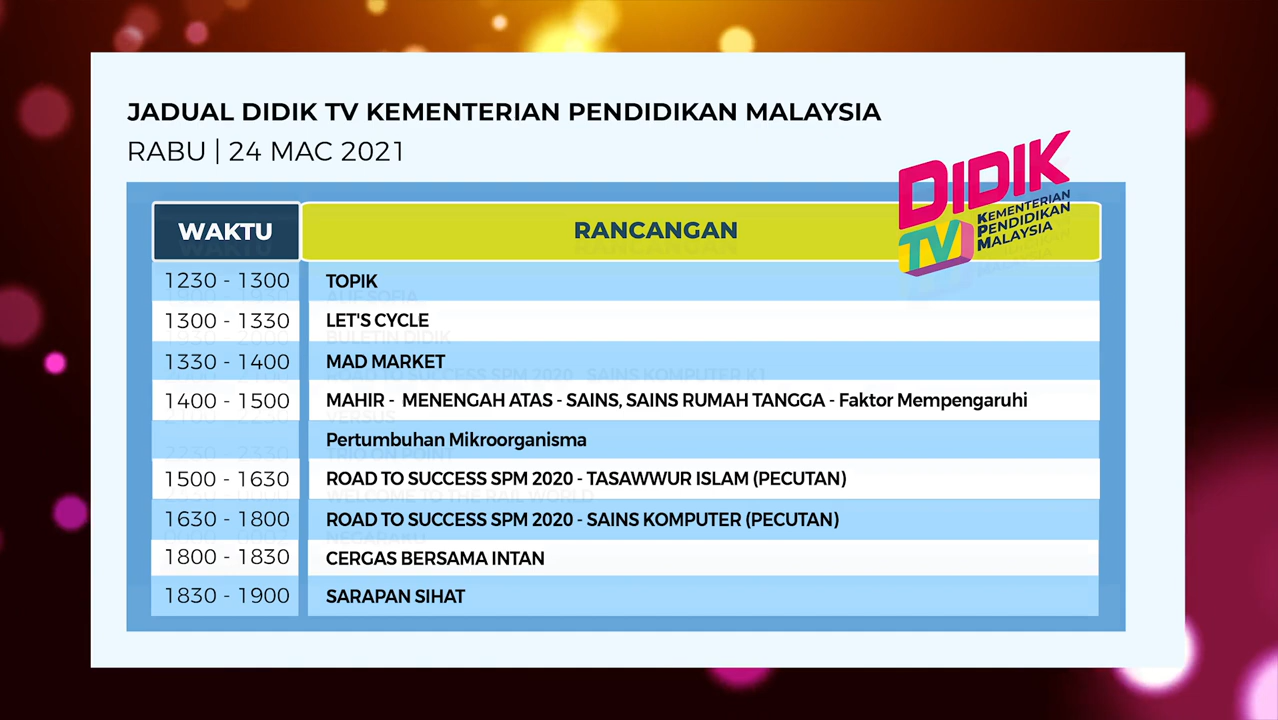 JADUAL DIDIK TV KEMENTERIAN PENDIDIKAN MALAYSIA
RABU | 24 MAC 2021
DIDIK
TV
KEMENTERIAN
PENDIDIKAN
MALAYSIA
WAKTU RANCANGAN
1230 - 1300 TOPIK
1300 - 1330 LET'S CYCLE
1330 - 1400 MAD MARKET
1400 - 1500 MAHIR - MENENGAH ATAS - SAINS, SAINS RUMAH TANGGA - Faktor Mempengaruhi
Pertumbuhan Mikroorganisma
1500 - 1630 ROAD TO SUCCESS SPM 2020 - TASAWWUR ISLAM (PECUTAN)
1630 - 1800 ROAD TO SUCCESS SPM 2020 - SAINS KOMPUTER (PECUTAN)
1800 - 1830 CERGAS BERSAMA INTAN
1830 - 1900 SARAPAN SIHAT